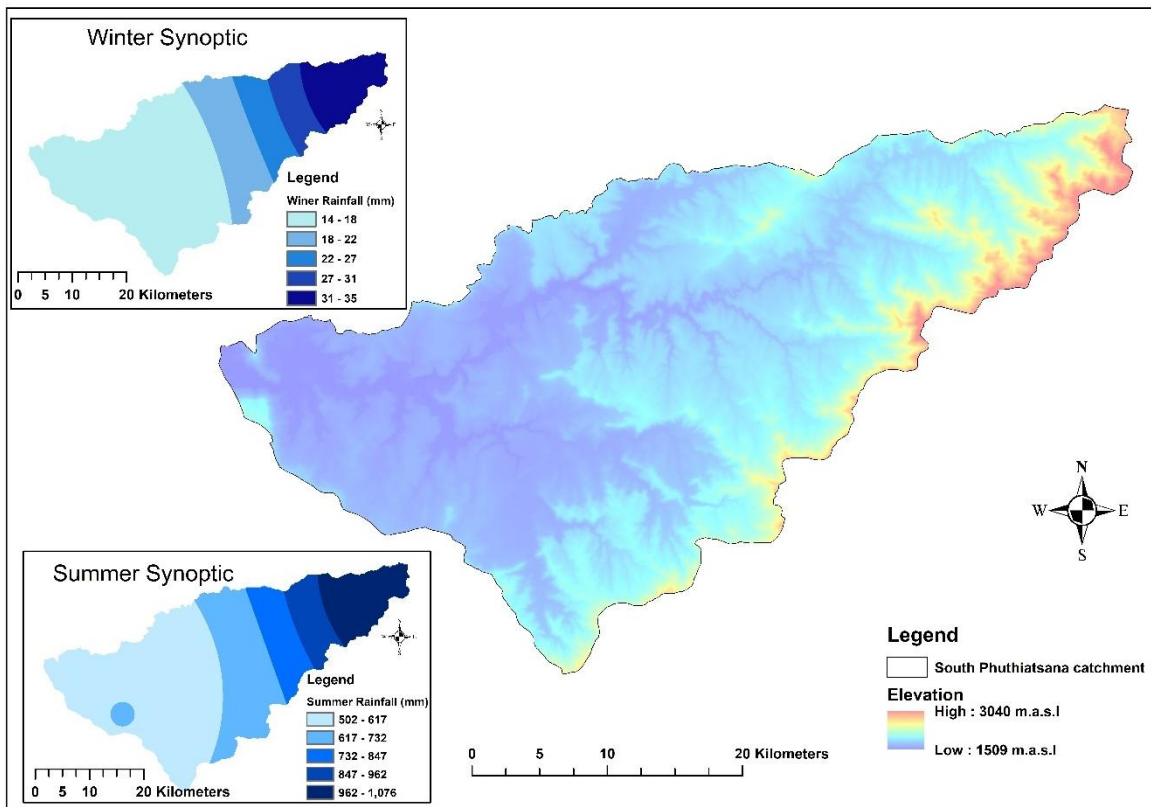 Winter Synoptic
Legend
Winer Rainfall (mm)
14 - 18
18 - 22
22 - 27
27 - 31
31 - 35
0 5 10 20 Kilometers
N
W E
S
Summer Synoptic
Legend
Summer Rainfall (mm)
502 - 617
617 - 732
732 - 847
847 - 962
962 - 1,076
0 5 10 20 Kilometers
0 5 10 20 Kilometers
Legend
South Phuthiatsana catchment
Elevation
High : 3040 m.a.s.l
Low : 1509 m.a.s.l